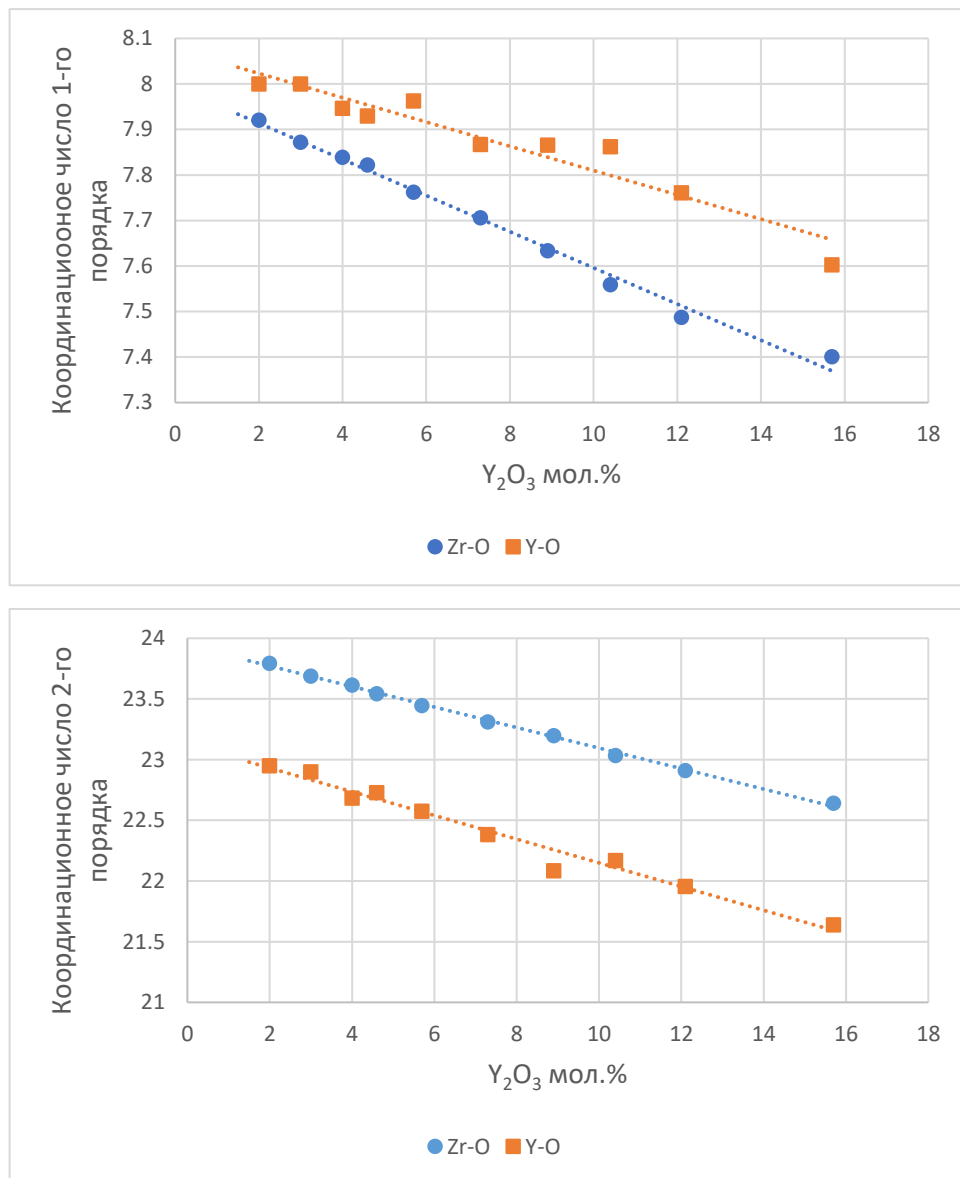 Координациооное число 1-го
порядка
8.1
8
7.9
7.8
7.7
7.6
7.5
7.4
7.3
0 2 4 6 8 10 12 14 16 18
Y₂O₃ мол.%
Zr-O Y-O
Координационное число 2-го
порядка
24
23.5
23
22.5
22
21.5
21
0 2 4 6 8 10 12 14 16 18
Y₂O₃ мол.%
Zr-O Y-O